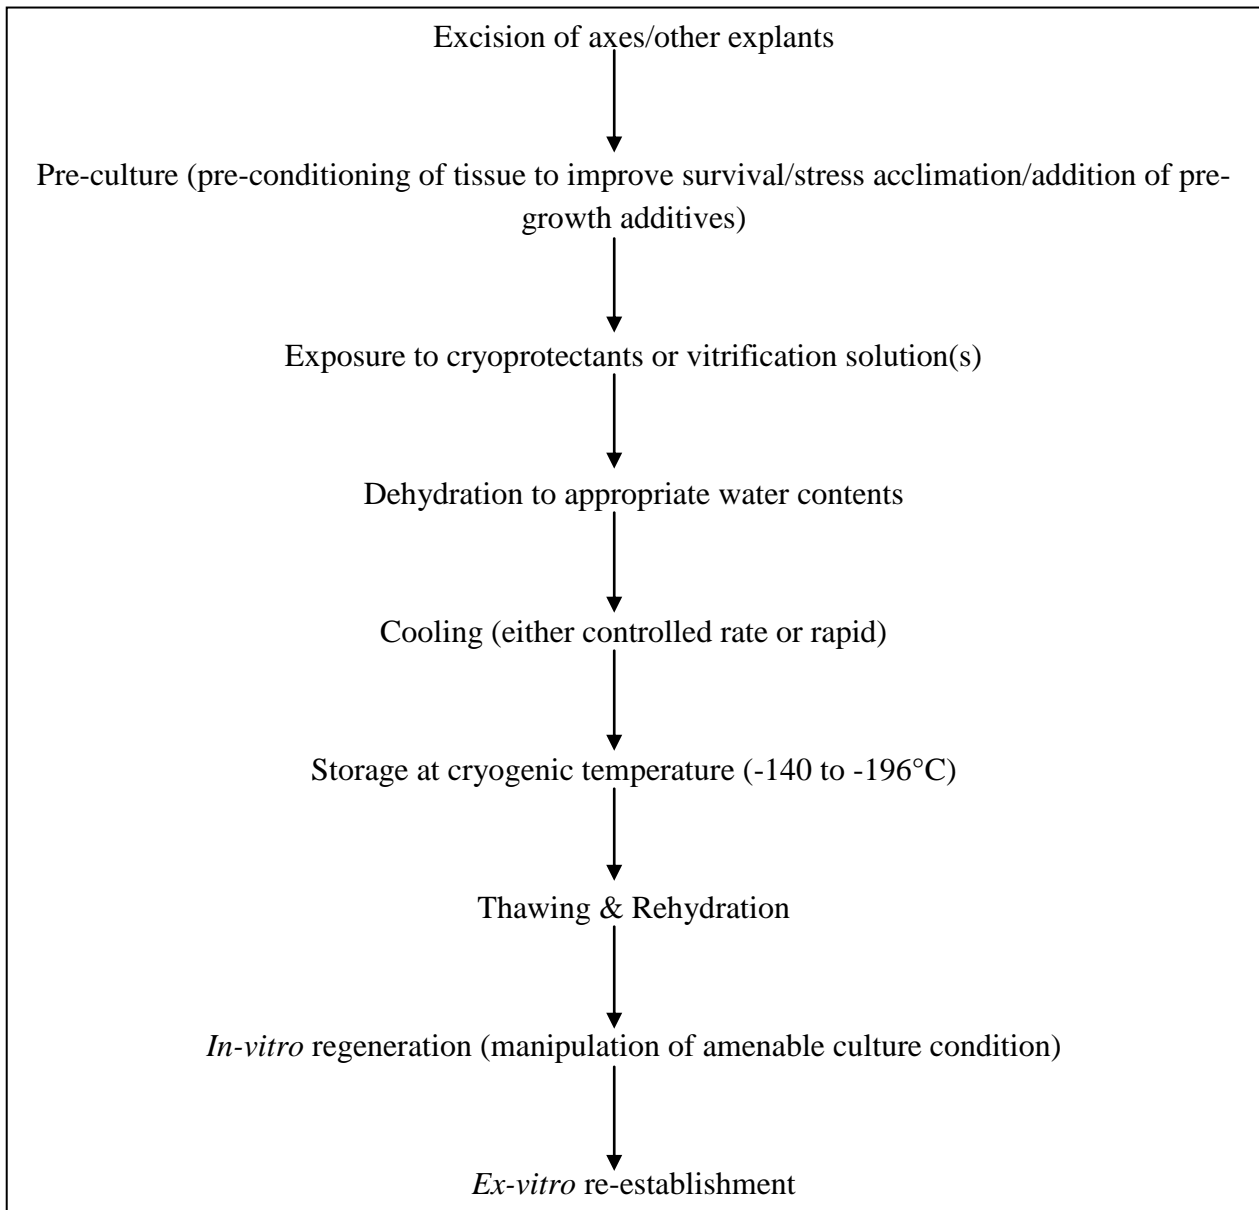 Excision of axes/other explants
Pre-culture (pre-conditioning of tissue to improve survival/stress acclimation/addition of pre-
growth additives)
Exposure to cryoprotectants or vitrification solution(s)
Dehydration to appropriate water contents
Cooling (either controlled rate or rapid)
Storage at cryogenic temperature (-140 to -196°C)
Thawing & Rehydration
In-vitro regeneration (manipulation of amenable culture condition)
Ex-vitro re-establishment